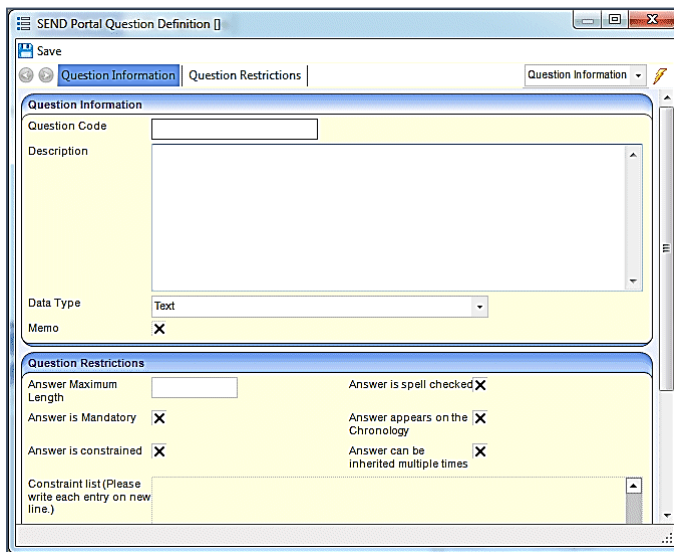 SEND Portal Question Definition []
Save
Question Information Question Restrictions Question Information
Question Information
Question Code
Description
Data Type Text
Memo
Question Restrictions
Answer Maximum Length Answer is spell checked
Answer is Mandatory Answer appears on the Chronology
Answer is constrained Answer can be inherited multiple times
Constraint list (Please
write each entry on new
line.)